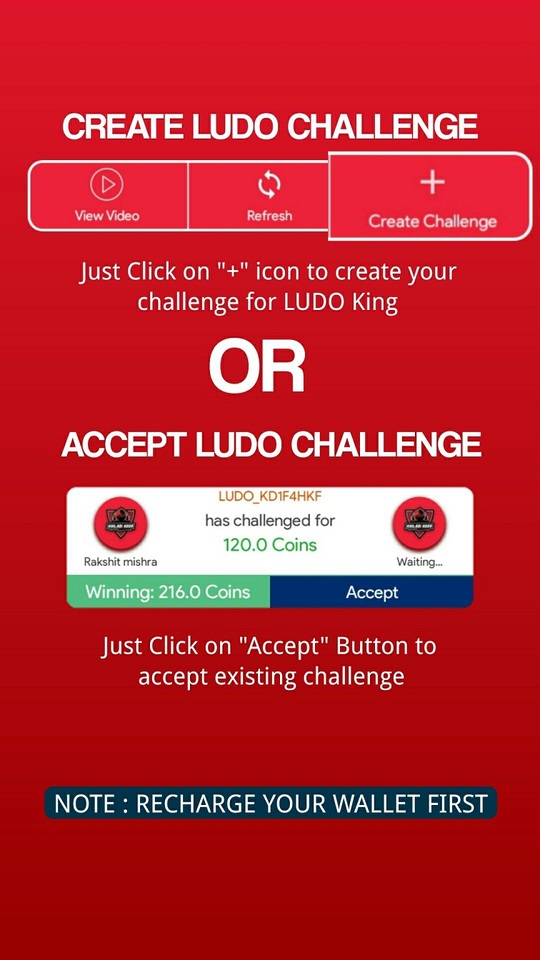 CREATE LUDO CHALLENGE
View Video
Refresh
Create Challenge
Just Click on "+" icon to create your
challenge for LUDO King
OR
ACCEPT LUDO CHALLENGE
LUDO_KD1F4HKF
has challenged for
120.0 Coins
Rakshit mishra
Waiting...
Winning: 216.0 Coins
Accept
Just Click on "Accept" Button to
accept existing challenge
NOTE : RECHARGE YOUR WALLET FIRST